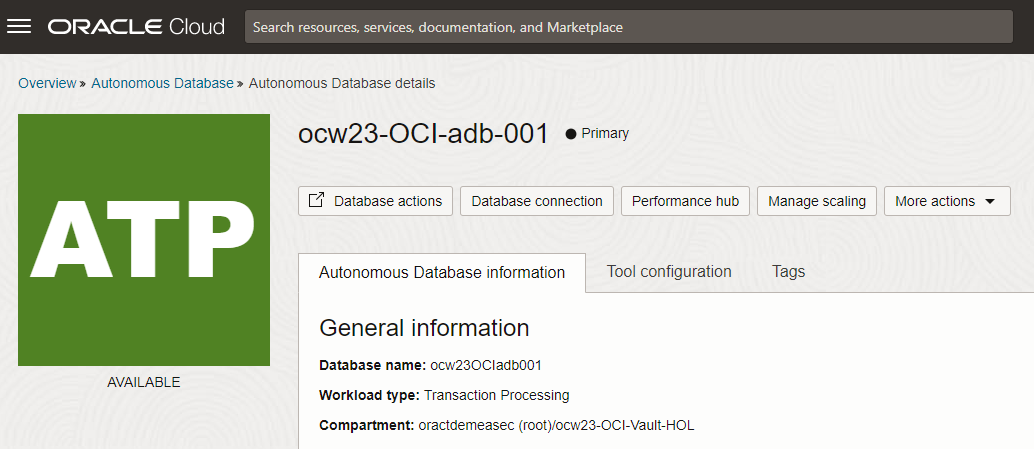 ORACLE Cloud
Search resources, services, documentation, and Marketplace
Overview » Autonomous Database » Autonomous Database details
ATP
AVAILABLE
ocw23-OCI-adb-001 ● Primary
Database actions
Database connection
Performance hub
Manage scaling
More actions
Autonomous Database information
Tool configuration
Tags
General information
Database name: ocw23OCIadb001
Workload type: Transaction Processing
Compartment: oractdemeasec (root)/ocw23-OCI-Vault-HOL